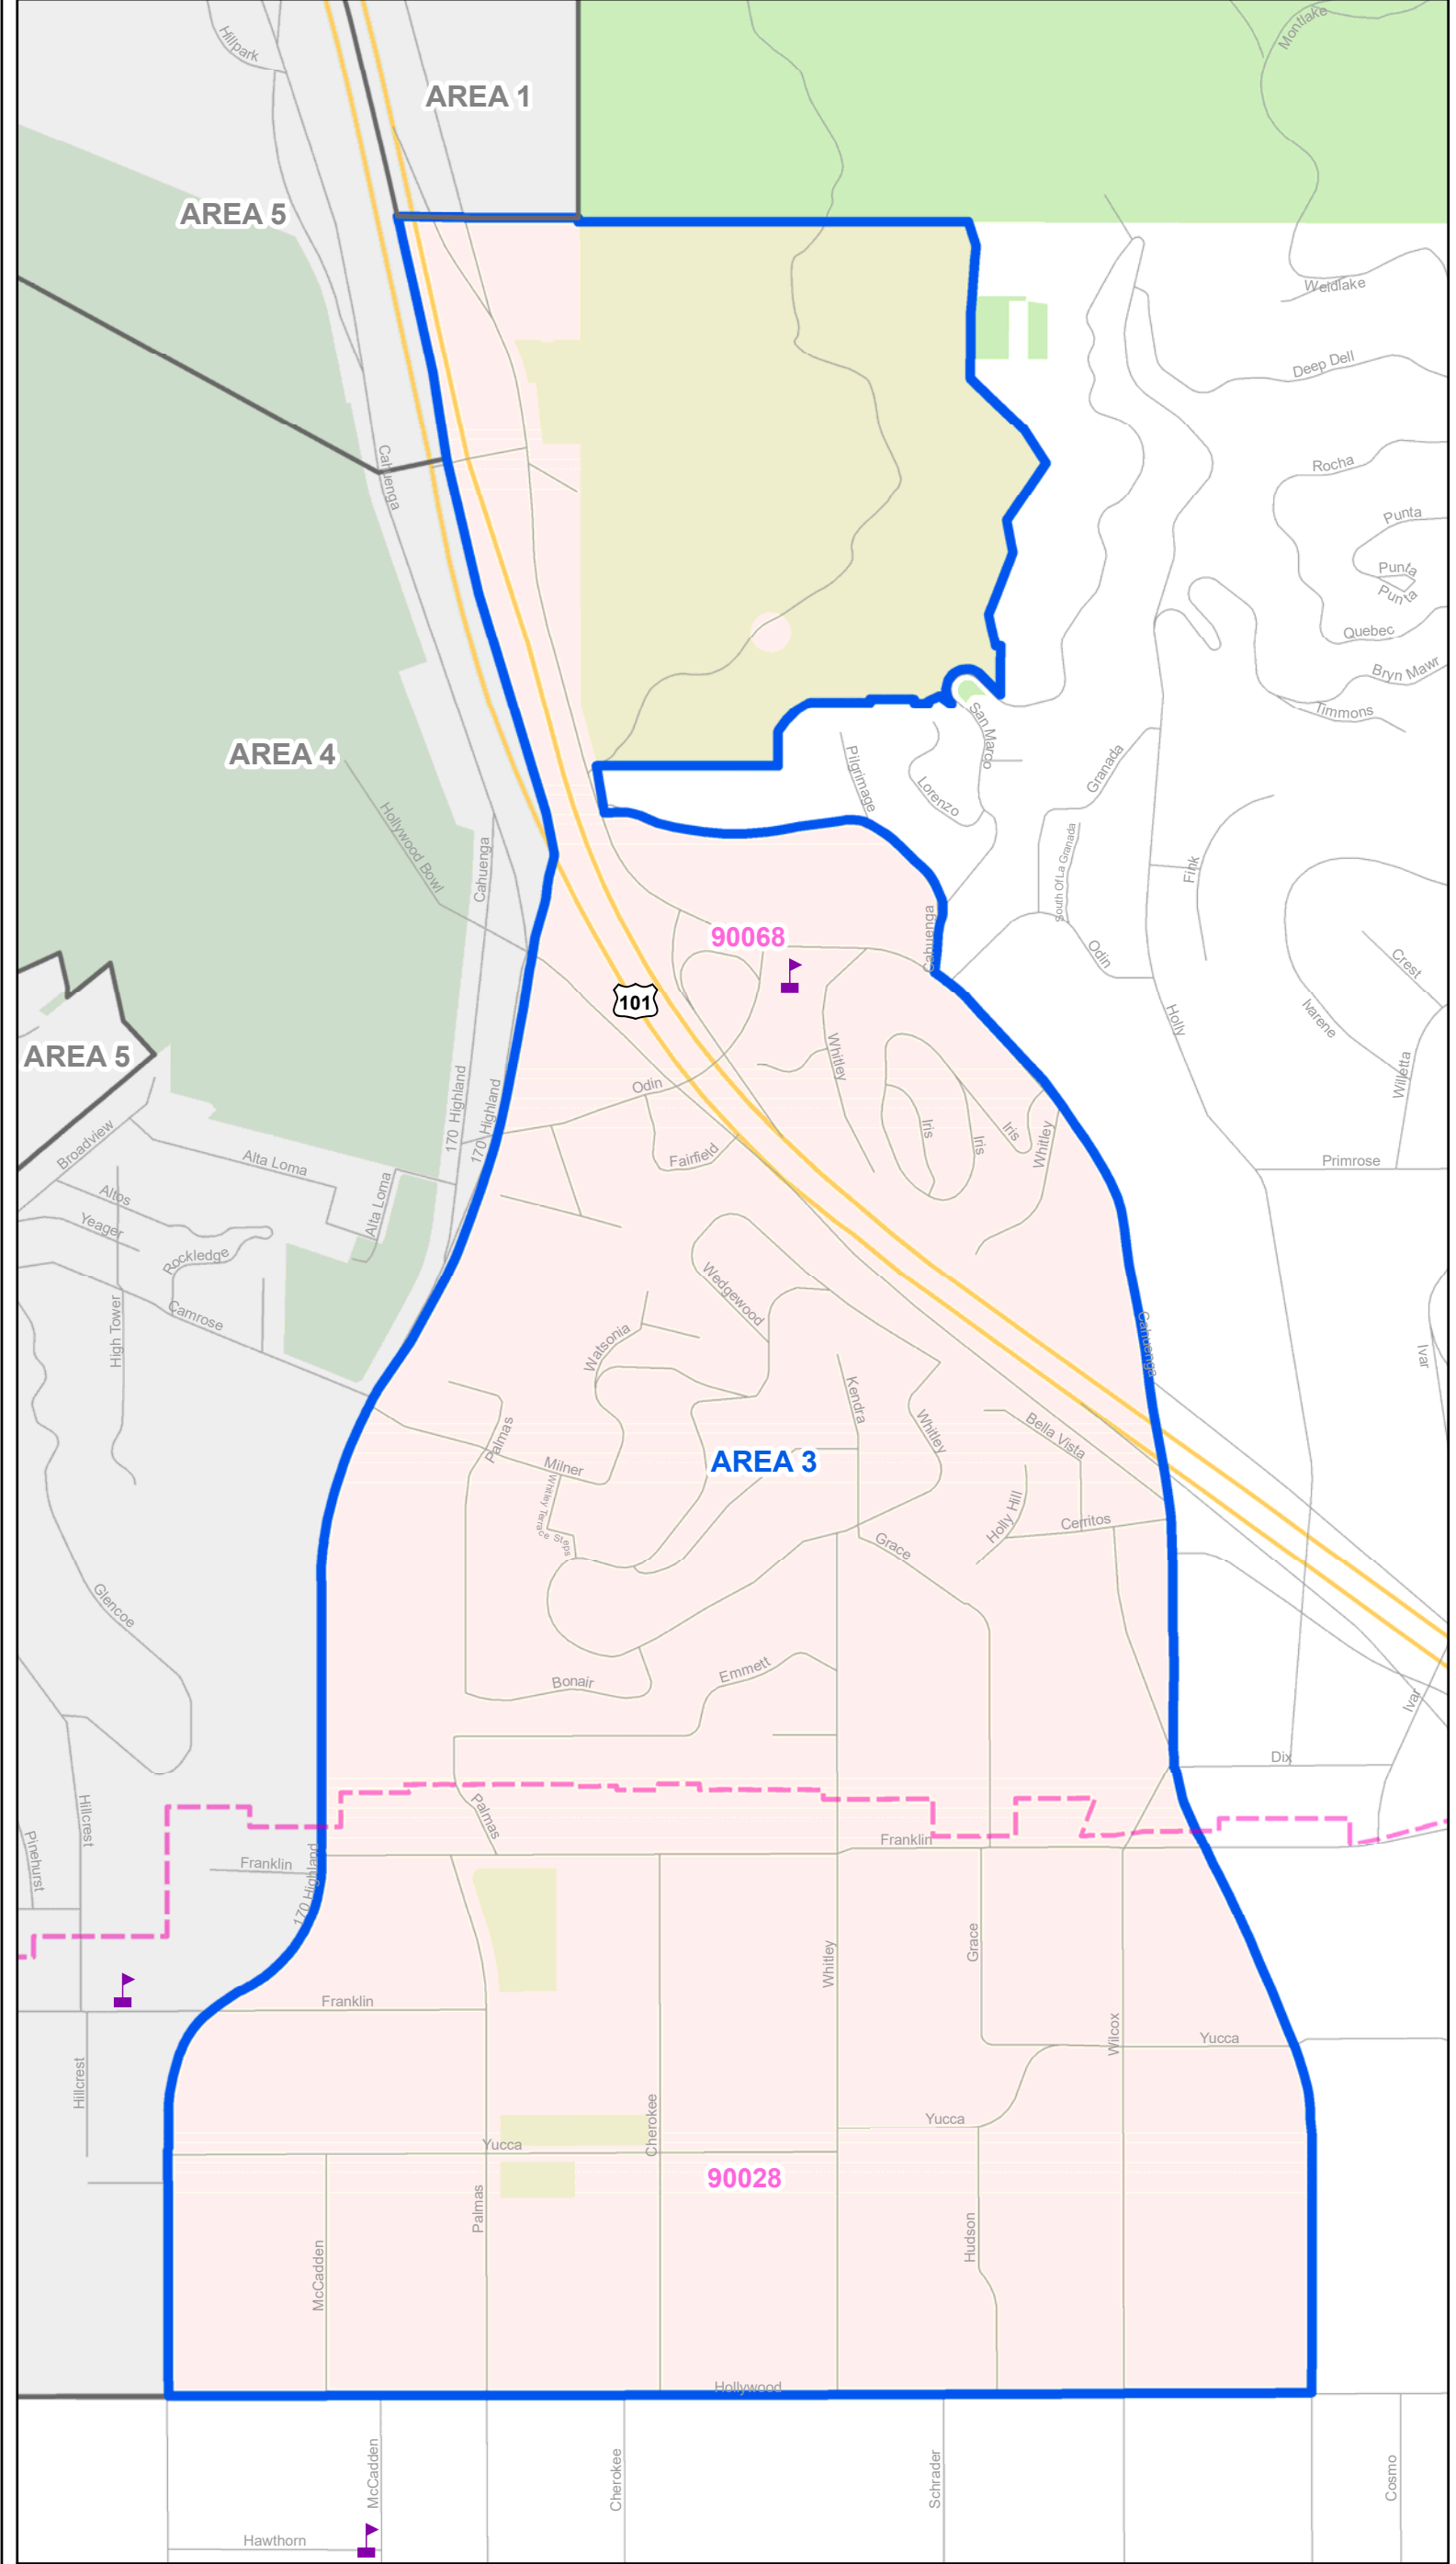 Montlake
Hillpark
AREA 1
AREA 5
Weidlake
Deep Dell
Rocha
Cahuenga
Punta
Punta
Punta
Quebec
Bryn Mawr
Timmons
San Marco
AREA 4
Pilgrimage
Granada
Lorenzo
Hollywood Bowl
Cahuenga
South Of La Granada
Fink
Cahuenga
90068
Odin
Crest
101
Ivarene
Holly
AREA 5
Whitley
Willetta
Odin
170 Highland
170 Highland
Iris
Iris
Iris
Whitley
Broadview
Fairfield
Alta Loma
Primrose
Altos
Alta Loma
Yeager
Rockledge
Wedgewood
Camrose
High Tower
Watsonia
Cahuenga
Ivar
Kendra
Palmas
Whitley
Bella Vista
AREA 3
Milner
Whitley Terrace Steps
Holly Hill
Cerritos
Grace
Glencoe
Emmett
Bonair
Ivar
Dix
Hillcrest
Palmas
Pinehurst
Franklin
Franklin
170 Highland
Grace
Whitley
Franklin
Wilcox
Yucca
Hillcrest
Yucca
Cherokee
Yucca
90028
Palmas
Hudson
McCadden
Hollywood
McCadden
Cherokee
Schrader
Cosmo
Hawthorn